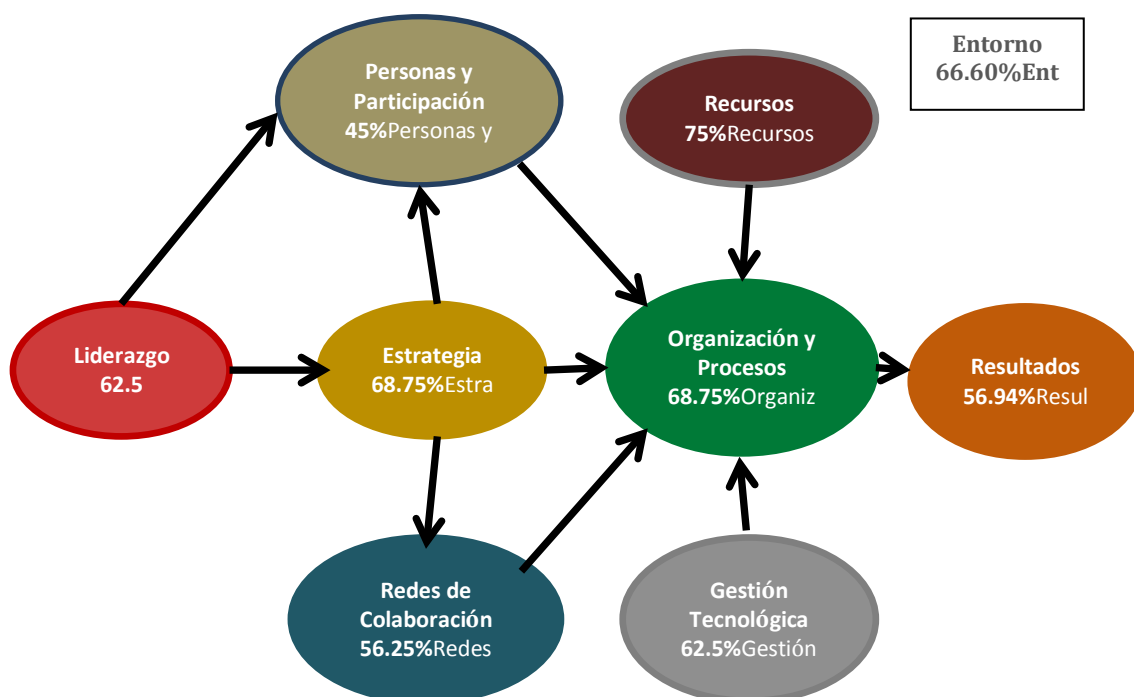 Personas y
Participación
45%Personas y
Recursos
75%Recursos
Entorno
66.60%Ent
Liderazgo
62.5
Estrategia
68.75%Estra
Organización y
Procesos
68.75%Organiz
Resultados
56.94%Resul
Redes de
Colaboración
56.25%Redes
Gestión
Tecnológica
62.5%Gestión